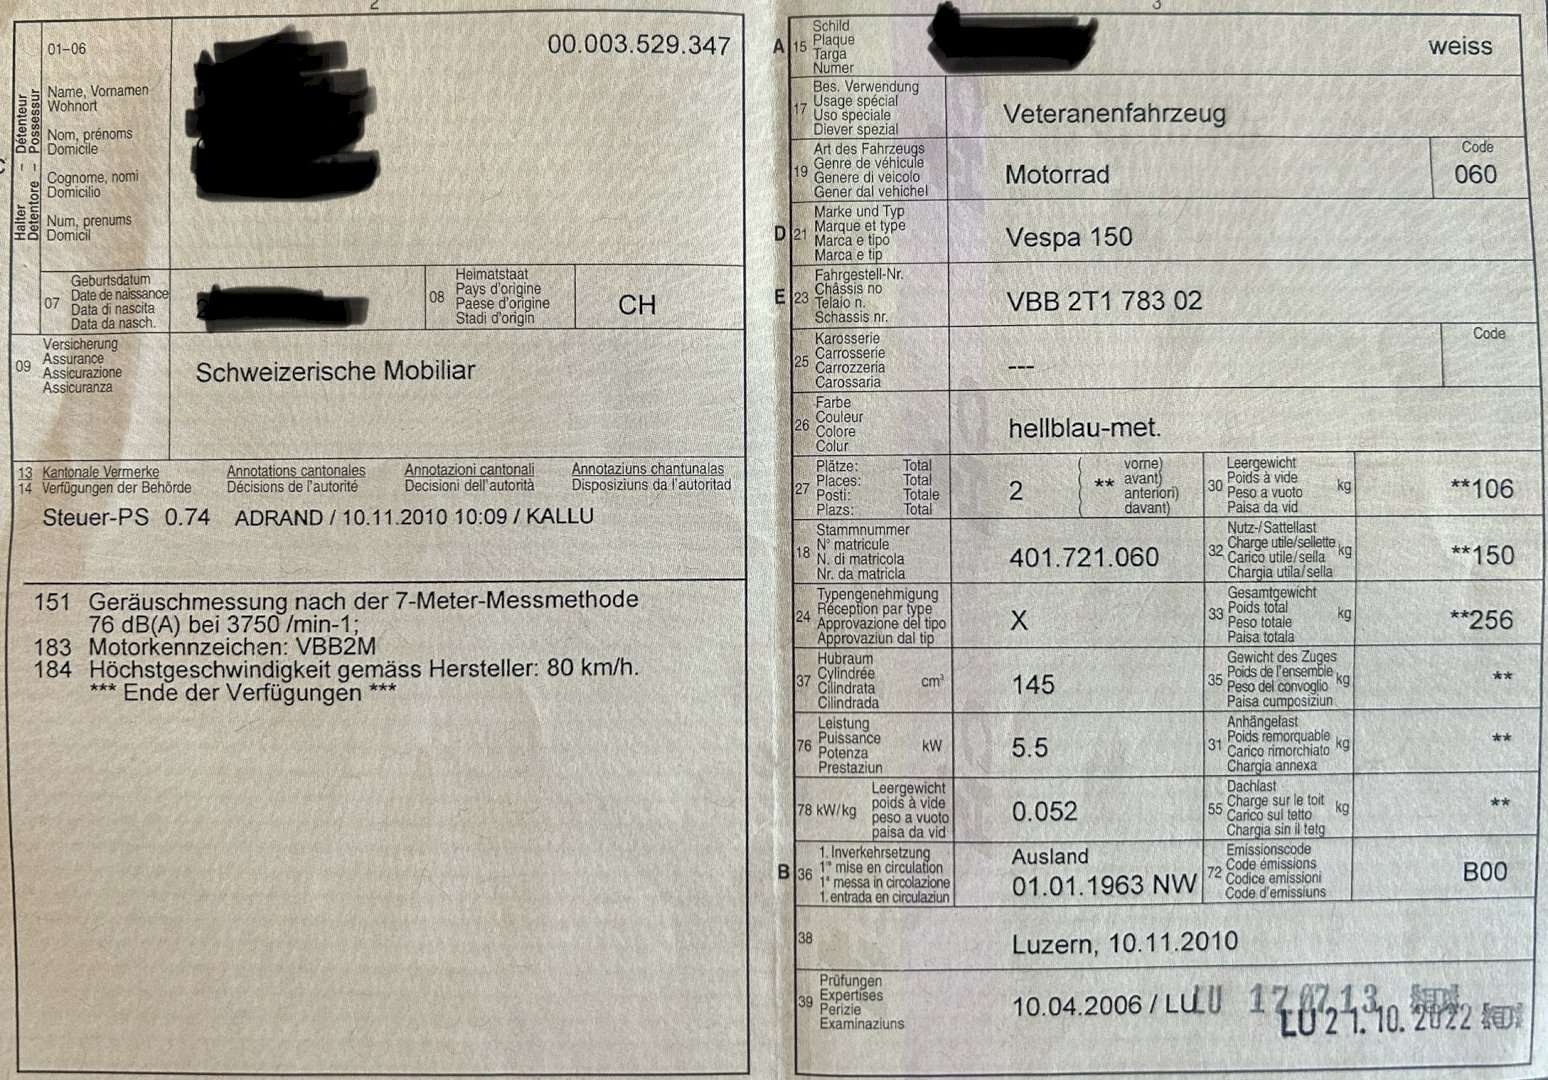 2
01–06
00.003.529.347
Halter – Détenteur
Detentore – Possessur
Name, Vornamen
Wohnort
Nom, prénoms
Domicile
Cognome, nomi
Domicilio
Num, prenums
Domicil
07
Geburtsdatum
Date de naissance
Data di nascita
Data da nasch.
08
Heimatstaat
Pays d'origine
Paese d'origine
Stadi d'origin
CH
09
Versicherung
Assurance
Assicurazione
Assicuranza
Schweizerische Mobiliar
13 Kantonale Vermerke Annotations cantonales Annotazioni cantonali Annotaziuns chantunalas
14 Verfügungen der Behörde Décisions de l'autorité Decisioni dell'autorità Disposiziuns da l'autoritad
Steuer-PS 0.74 ADRAND / 10.11.2010 10:09 / KALLU
151 Geräuschmessung nach der 7-Meter-Messmethode
76 dB(A) bei 3750 /min-1;
183 Motorkennzeichen: VBB2M
184 Höchstgeschwindigkeit gemäss Hersteller: 80 km/h.
*** Ende der Verfügungen ***
3
A 15
Schild
Plaque
Targa
Numer
weiss
17
Bes. Verwendung
Usage spécial
Uso speciale
Diever spezial
Veteranenfahrzeug
19
Art des Fahrzeugs
Genre de véhicule
Genere di veicolo
Gener dal vehichel
Motorrad
Code
060
D 21
Marke und Typ
Marque et type
Marca e tipo
Marca e tip
Vespa 150
E 23
Fahrgestell-Nr.
Châssis no
Telaio n.
Schassis nr.
VBB 2T1 783 02
25
Karosserie
Carrosserie
Carrozzeria
Carossaria
---
Code
26
Farbe
Couleur
Colore
Colur
hellblau-met.
27
Plätze: Total
Places: Total
Posti: Totale
Plazs: Total
2
( ** vorne)
avant)
anteriori)
davant)
30
Leergewicht
Poids à vide
Peso a vuoto
Paisa da vid
kg
**106
18
Stammnummer
N° matricule
N. di matricola
Nr. da matricla
401.721.060
32
Nutz-/Sattellast
Charge utile/sellette
Carico utile/sella
Chargia utila/sella
kg
**150
24
Typengenehmigung
Réception par type
Approvazione del tipo
Approvaziun dal tip
X
33
Gesamtgewicht
Poids total
Peso totale
Paisa totala
kg
**256
37
Hubraum
Cylindrée
Cilindrata
Cilindrada
cm³
145
35
Gewicht des Zuges
Poids de l'ensemble
Peso del convoglio
Paisa cumposiziun
kg
**
76
Leistung
Puissance
Potenza
Prestaziun
kW
5.5
31
Anhängelast
Poids remorquable
Carico rimorchiato
Chargia annexa
kg
**
78 kW/kg
Leergewicht
poids à vide
peso a vuoto
paisa da vid
0.052
55
Dachlast
Charge sur le toit
Carico sul tetto
Chargia sin il tetg
kg
**
B 36
1. Inverkehrsetzung
1re mise en circulation
1a messa in circolazione
1. entrada en circulaziun
Ausland
01.01.1963 NW
72
Emissionscode
Code émissions
Codice emissioni
Code d'emissiuns
B00
38
Luzern, 10.11.2010
39
Prüfungen
Expertises
Perizie
Examinaziuns
10.04.2006 / LU
LU 17.07.13
LU 21.10.2022